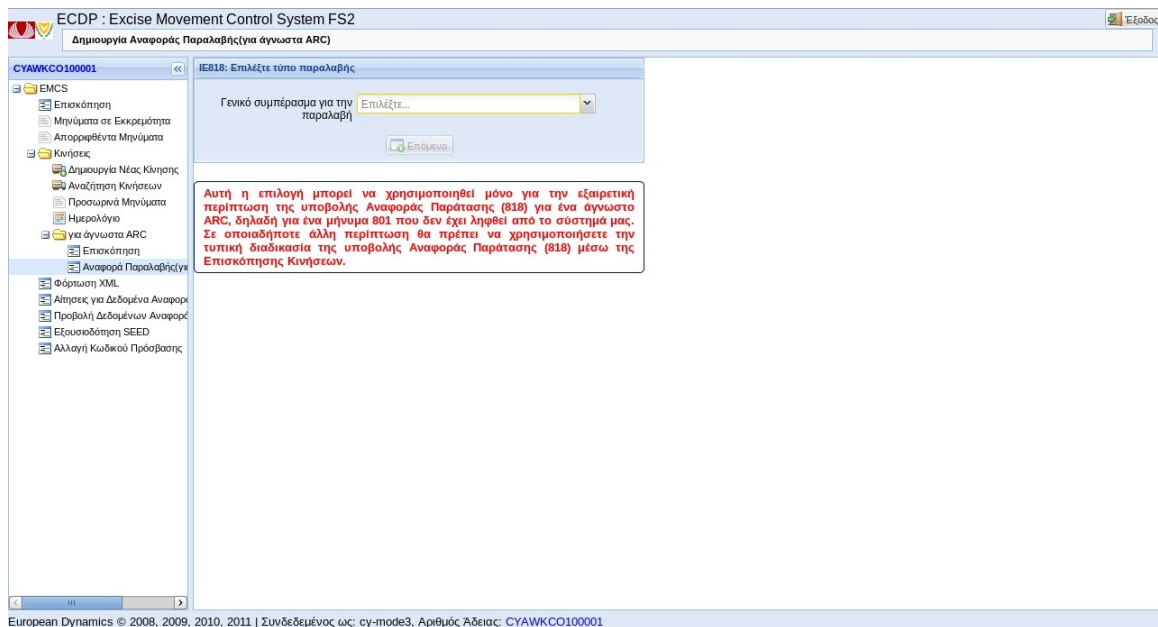 ECDP : Excise Movement Control System FS2
Έξοδος
Δημιουργία Αναφοράς Παραλαβής(για άγνωστα ARC)
CYAWKCO100001
EMCS
Επισκόπηση
Μηνύματα σε Εκκρεμότητα
Απορριφθέντα Μηνύματα
Κινήσεις
Δημιουργία Νέας Κίνησης
Αναζήτηση Κινήσεων
Προσωρινά Μηνύματα
Ημερολόγιο
για άγνωστα ARC
Επισκόπηση
Αναφορά Παραλαβής(γι
Φόρτωση XML
Αίτησεις για Δεδομένα Αναφορ
Προβολή Δεδομένων Αναφορ
Εξουσιοδότηση SEED
Αλλαγή Κωδικού Πρόσβασης
IE818: Επιλέξτε τύπο παραλαβής
Γενικό συμπέρασμα για την
παραλαβή
Επιλέξτε...
Επόμενο
Αυτή η επιλογή μπορεί να χρησιμοποιηθεί μόνο για την εξαιρετική
περίπτωση της υποβολής Αναφοράς Παράτασης (818) για ένα άγνωστο
ARC, δηλαδή για ένα μήνυμα 801 που δεν έχει ληφθεί από το σύστημά μας.
Σε οποιαδήποτε άλλη περίπτωση θα πρέπει να χρησιμοποιήσετε την
τυπική διαδικασία της υποβολής Αναφοράς Παράτασης (818) μέσω της
Επισκόπησης Κινήσεων.
European Dynamics © 2008, 2009, 2010, 2011 | Συνδεδεμένος ως: cy-mode3, Αριθμός Άδειας: CYAWKCO100001